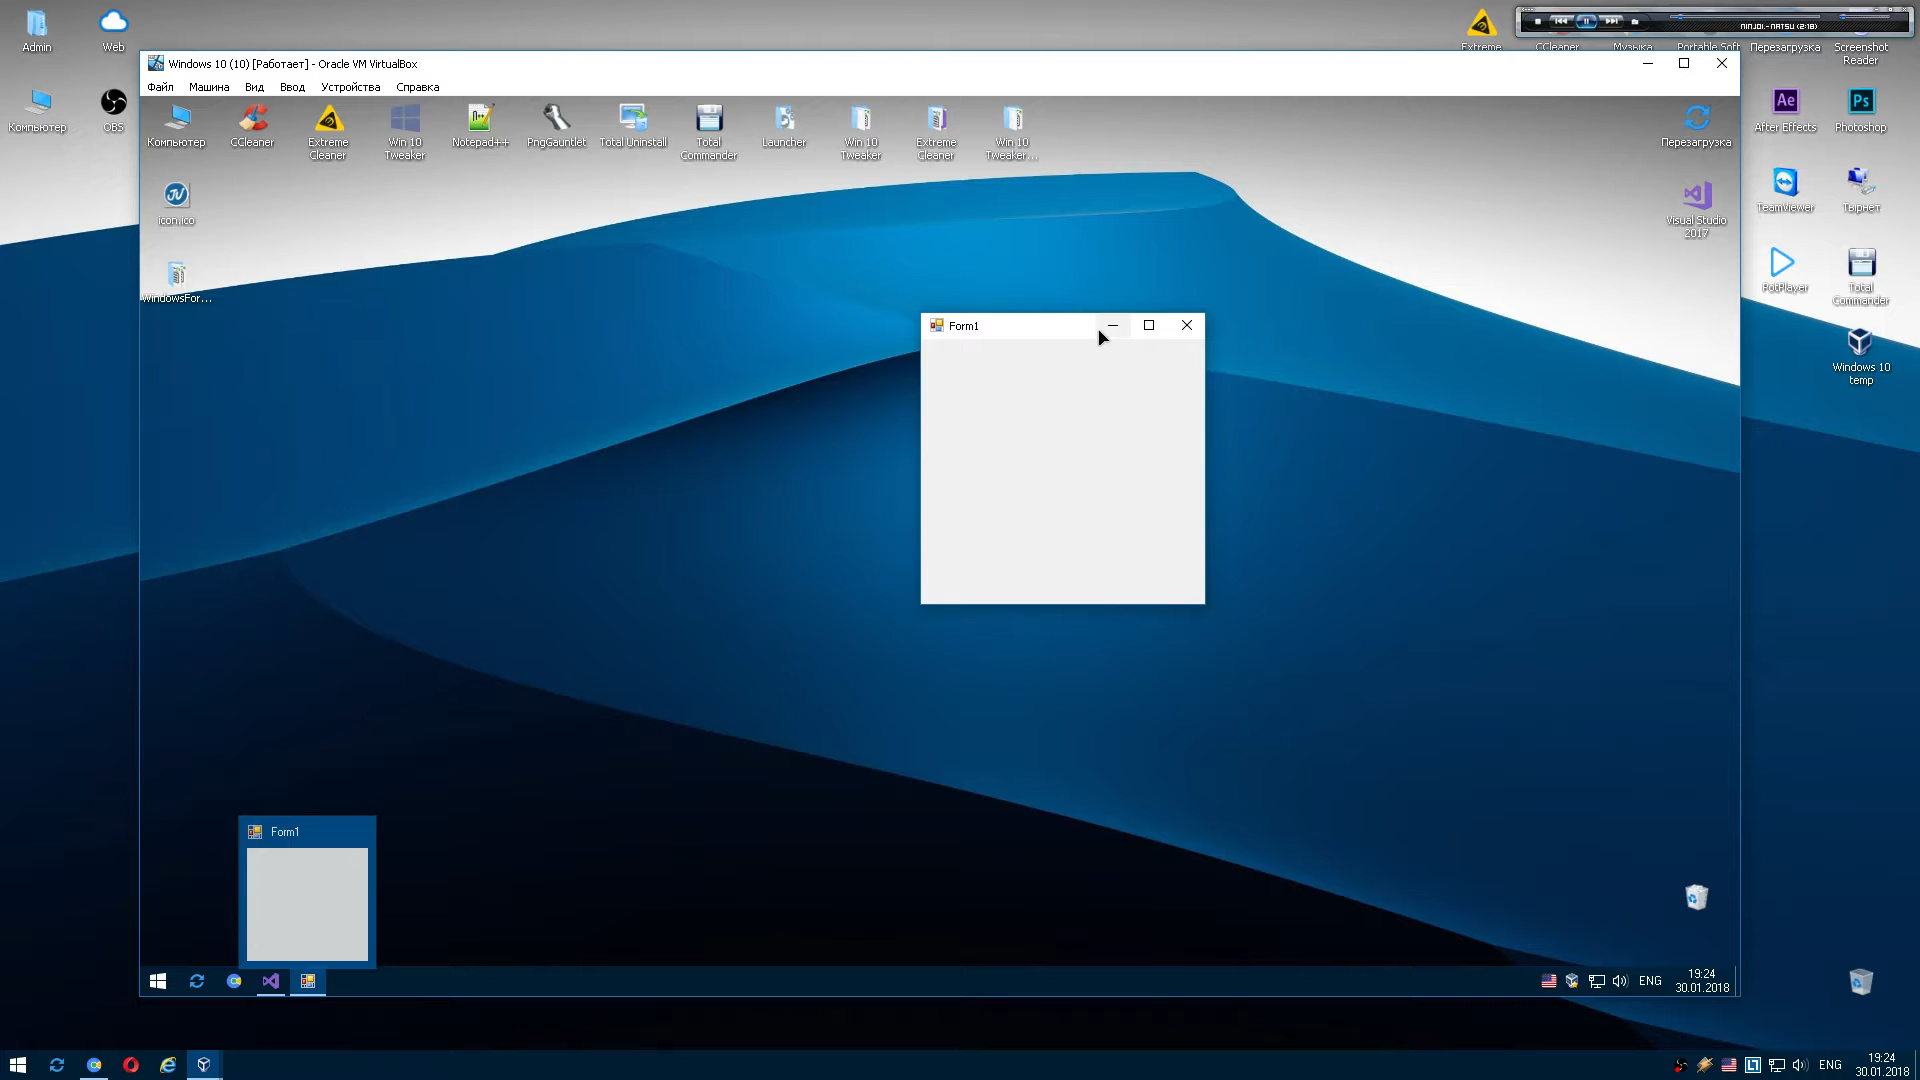 Admin
Web
Компьютер
OBS
Extreme
CCleaner
Музыка
Portable Soft
Перезагрузка
Screenshot
Reader
NINJOI.-NATSU (2:18)
After Effects
Photoshop
TeamViewer
Тырнет
PotPlayer
Total
Commander
Windows 10
temp
Windows 10 (10) [Работает] - Oracle VM VirtualBox
Файл Машина Вид Ввод Устройства Справка
Компьютер
CCleaner
Extreme
Cleaner
Win 10
Tweaker
Notepad++
PngGauntlet
Total Uninstall
Total
Commander
Launcher
Win 10
Tweaker
Extreme
Cleaner
Win 10
Tweaker...
Перезагрузка
icon.ico
Visual Studio
2017
WindowsFor...
Form1
Form1
ENG
19:24
30.01.2018
ENG
19:24
30.01.2018